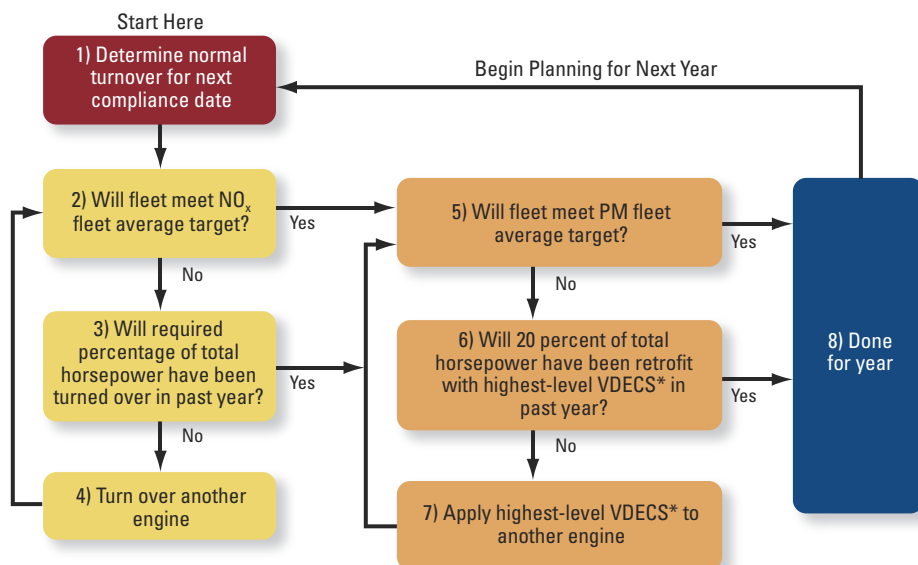 Start Here
1) Determine normal
turnover for next
compliance date
Begin Planning for Next Year
2) Will fleet meet NOx
fleet average target?
Yes
No
3) Will required
percentage of total
horsepower have been
turned over in past year?
Yes
No
4) Turn over another
engine
5) Will fleet meet PM fleet
average target?
Yes
No
6) Will 20 percent of total
horsepower have been retrofit
with highest-level VDECS* in
past year?
Yes
No
7) Apply highest-level VDECS* to
another engine
8) Done
for year